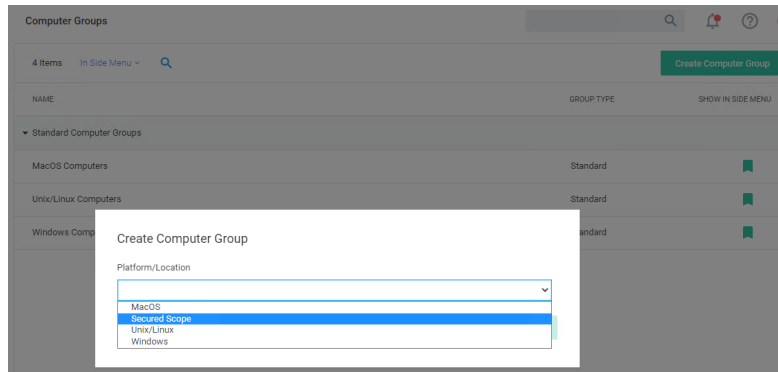 Computer Groups
4 Items In Side Menu
Create Computer Group
NAME GROUP TYPE SHOW IN SIDE MENU
Standard Computer Groups
MacOS Computers Standard
Unix/Linux Computers Standard
Windows Comp andard
Create Computer Group
Platform/Location
MacOS
Secured Scope
Unix/Linux
Windows